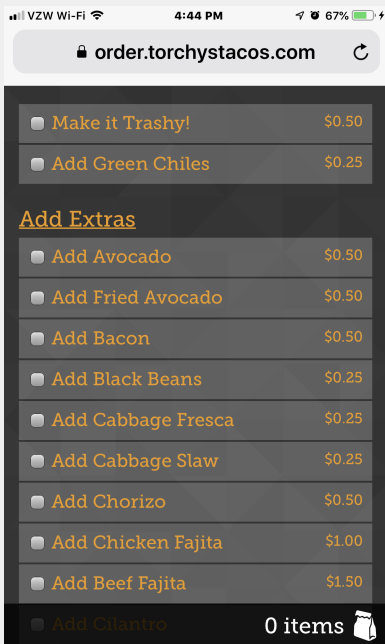 VZW Wi-Fi 4:44 PM 67%
order.torchystacos.com
Make it Trashy! $0.50
Add Green Chiles $0.25
Add Extras
Add Avocado $0.50
Add Fried Avocado $0.50
Add Bacon $0.50
Add Black Beans $0.25
Add Cabbage Fresca $0.25
Add Cabbage Slaw $0.25
Add Chorizo $0.50
Add Chicken Fajita $1.00
Add Beef Fajita $1.50
Add Cilantro
0 items